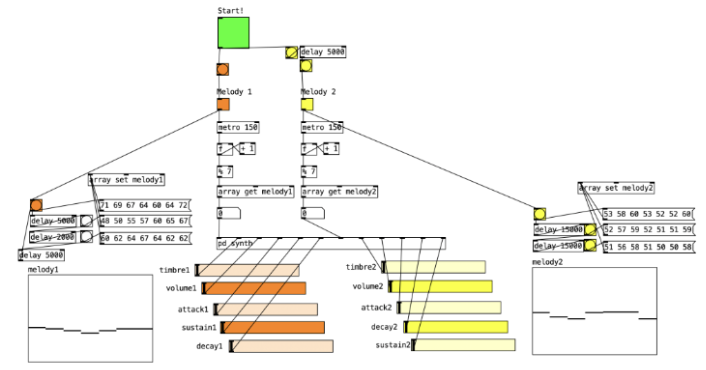 Start!
delay 5000
Melody 1
Melody 2
metro 150
metro 150
f
+ 1
f
+ 1
% 7
% 7
array set melody1
array get melody1
array get melody2
array set melody2
71 69 67 64 60 64 72
0
0
53 58 60 53 52 52 60
delay 5000
48 50 55 57 60 65 67
delay 15000
52 57 59 52 51 51 59
delay 2000
60 62 64 67 64 62 62
pd synth
delay 15000
51 56 58 51 50 50 58
delay 5000
melody1
timbre1
timbre2
melody2
volume1
volume2
attack1
attack2
sustain1
decay2
decay1
sustain2